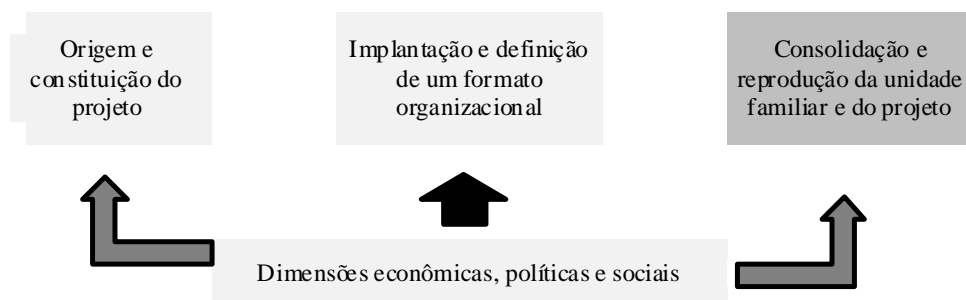 Origem e
constituição do
projeto
Implantação e definição
de um formato
organizacional
Consolidação e
reprodução da unidade
familiar e do projeto
Dimensões econômicas, políticas e sociais